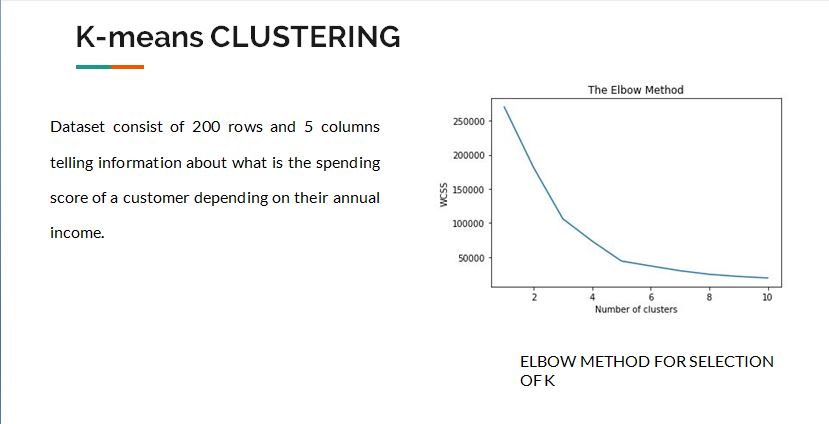 K-means CLUSTERING
Dataset consist of 200 rows and 5 columns
telling information about what is the spending
score of a customer depending on their annual
income.
The Elbow Method
250000
200000
150000
100000
50000
WCSS
2 4 6 8 10
Number of clusters
ELBOW METHOD FOR SELECTION
OF K